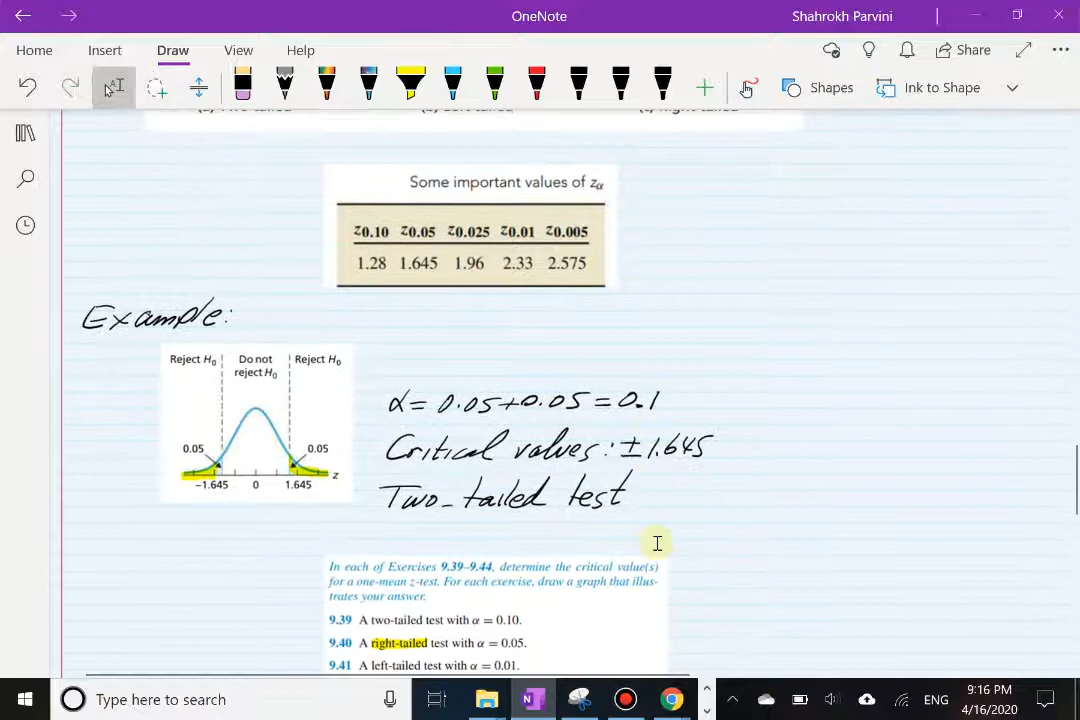 OneNote
Shahrokh Parvini
Home Insert Draw View Help
Share
Shapes
Ink to Shape
Some important values of zα
z0.10 z0.05 z0.025 z0.01 z0.005
1.28 1.645 1.96 2.33 2.575
Example:
Reject H0 Do not reject H0 Reject H0
0.05 0.05
−1.645 0 1.645 z
α = 0.05+0.05 = 0.1
Critical values: ±1.645
Two-tailed test
In each of Exercises 9.39–9.44, determine the critical value(s)
for a one-mean z-test. For each exercise, draw a graph that illus-
trates your answer.
9.39 A two-tailed test with α = 0.10.
9.40 A right-tailed test with α = 0.05.
9.41 A left-tailed test with α = 0.01.
Type here to search
ENG
9:16 PM
4/16/2020